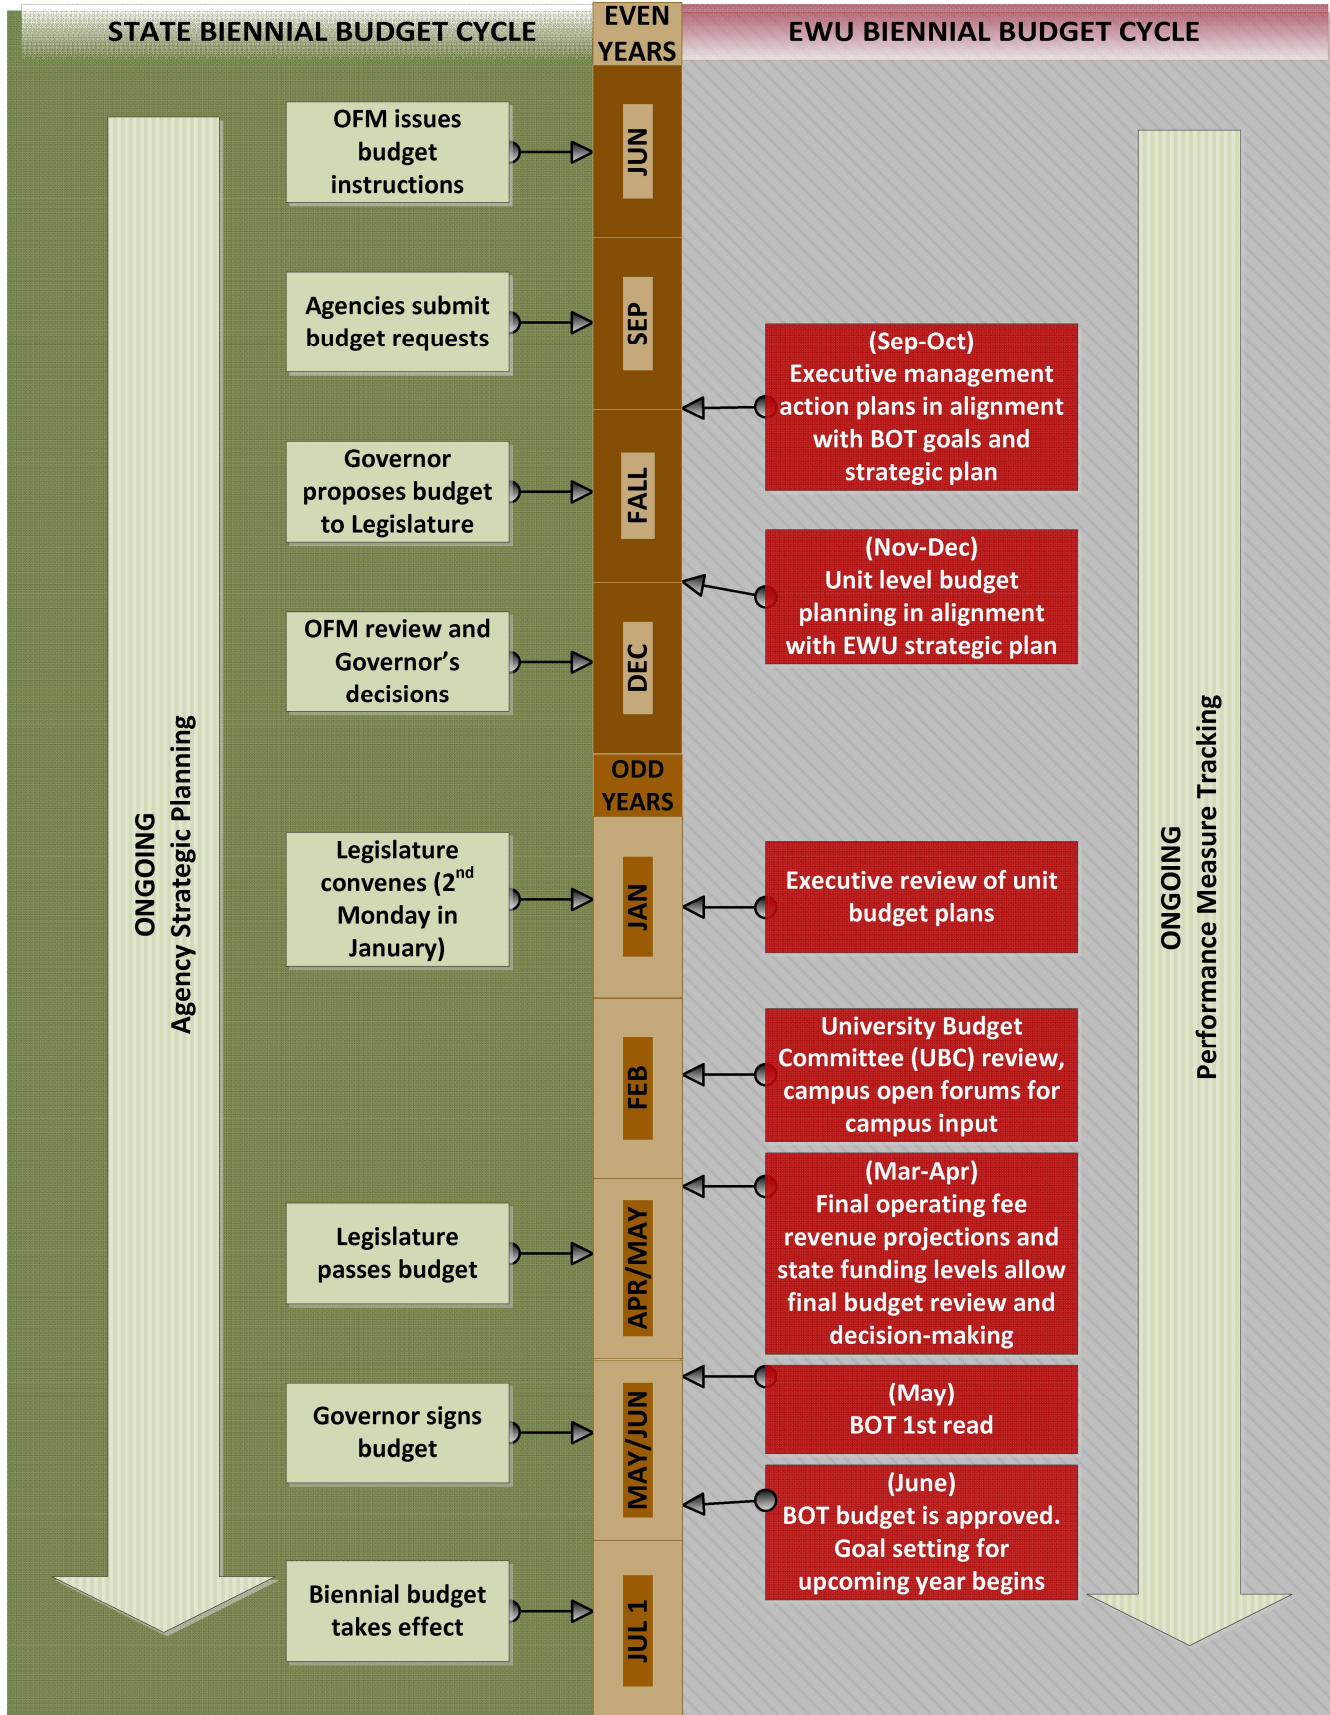 STATE BIENNIAL BUDGET CYCLE
EVEN
YEARS
EWU BIENNIAL BUDGET CYCLE
OFM issues
budget
instructions
JUN
Agencies submit
budget requests
SEP
(Sep-Oct)
Executive management
action plans in alignment
with BOT goals and
strategic plan
Governor
proposes budget
to Legislature
FALL
(Nov-Dec)
Unit level budget
planning in alignment
with EWU strategic plan
OFM review and
Governor’s
decisions
DEC
ODD
YEARS
ONGOING
Agency Strategic Planning
Legislature
convenes (2nd
Monday in
January)
JAN
Executive review of unit
budget plans
ONGOING
Performance Measure Tracking
FEB
University Budget
Committee (UBC) review,
campus open forums for
campus input
Legislature
passes budget
APR/MAY
(Mar-Apr)
Final operating fee
revenue projections and
state funding levels allow
final budget review and
decision-making
Governor signs
budget
MAY/JUN
(May)
BOT 1st read
(June)
BOT budget is approved.
Goal setting for
upcoming year begins
Biennial budget
takes effect
JUL 1